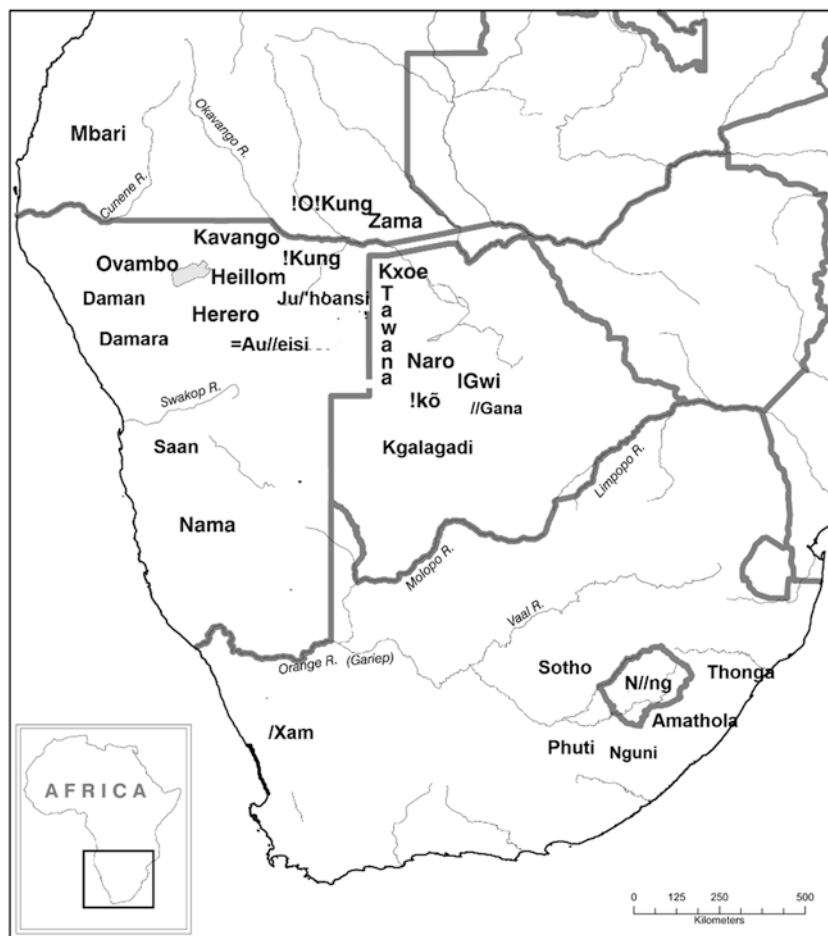 Mbari
Cunene R.
Okavango R.
!O!Kung
Zama
Kavango
!Kung
Ovambo
Heillom
Kxoe
Daman
Ju/'hoansi
Tawana
Herero
Damara
=Au//eisi
Naro
IGwi
!kõ
//Gana
Swakop R.
Saan
Kgalagadi
Limpopo R.
Nama
Molopo R.
Vaal R.
Orange R. (Gariep)
Sotho
N//ng
Thonga
/Xam
Amathola
Phuti
Nguni
AFRICA
0 125 250 500
Kilometers